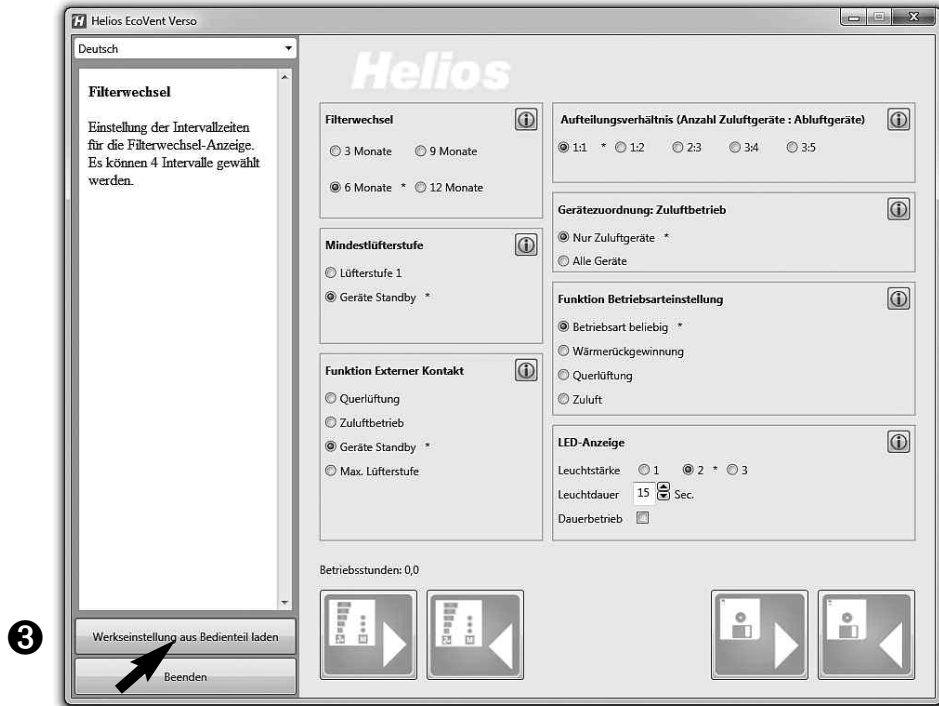 Helios EcoVent Verso
Deutsch
Filterwechsel
Einstellung der Intervallzeiten
für die Filterwechsel-Anzeige.
Es können 4 Intervalle gewählt
werden.
❸
Werkseinstellung aus Bedienteil laden
Beenden
Helios
Filterwechsel
3 Monate 9 Monate
6 Monate * 12 Monate
Mindestlüfterstufe
Lüfterstufe 1
Geräte Standby *
Funktion Externer Kontakt
Querlüftung
Zuluftbetrieb
Geräte Standby *
Max. Lüfterstufe
Aufteilungsverhältnis (Anzahl Zuluftgeräte : Abluftgeräte)
1:1 * 1:2 2:3 3:4 3:5
Gerätezuordnung: Zuluftbetrieb
Nur Zuluftgeräte *
Alle Geräte
Funktion Betriebsarteinstellung
Betriebsart beliebig *
Wärmerückgewinnung
Querlüftung
Zuluft
LED-Anzeige
Leuchtstärke 1 2 * 3
Leuchtdauer 15 Sec.
Dauerbetrieb
Betriebsstunden: 0,0